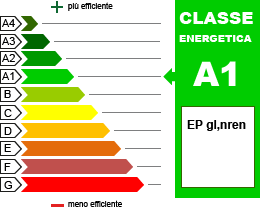 + più efficiente
A4
A3
A2
A1
B
C
D
E
F
G
meno efficiente
CLASSE
ENERGETICA
A1
EP gl,nren